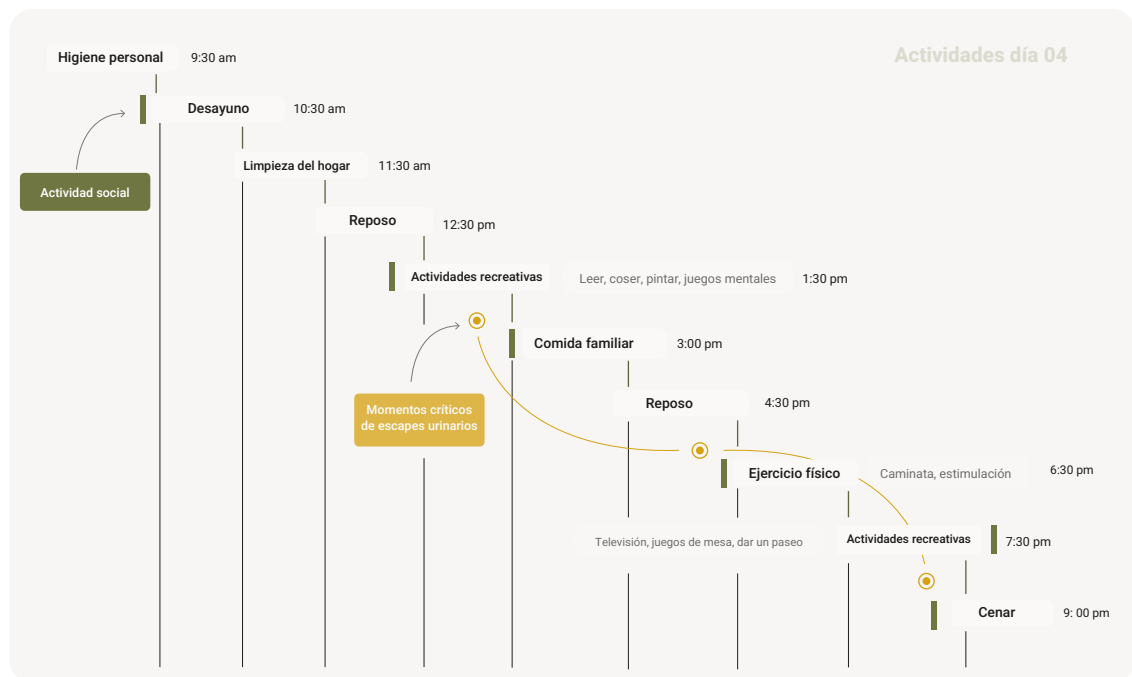 Actividades día 04
Higiene personal 9:30 am
Desayuno 10:30 am
Limpieza del hogar 11:30 am
Actividad social
Reposo 12:30 pm
Actividades recreativas Leer, coser, pintar, juegos mentales 1:30 pm
Comida familiar 3:00 pm
Reposo 4:30 pm
Momentos críticos
de escapes urinarios
Ejercicio físico Caminata, estimulación 6:30 pm
Televisión, juegos de mesa, dar un paseo Actividades recreativas 7:30 pm
Cenar 9: 00 pm